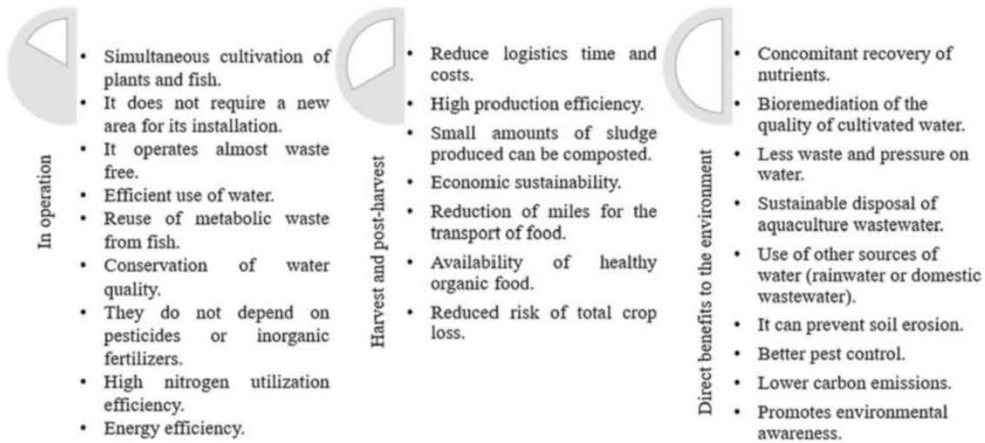 In operation
• Simultaneous cultivation of
plants and fish.
• It does not require a new
area for its installation.
• It operates almost waste
free.
• Efficient use of water.
• Reuse of metabolic waste
from fish.
• Conservation of water
quality.
• They do not depend on
pesticides or inorganic
fertilizers.
• High nitrogen utilization
efficiency.
• Energy efficiency.
Harvest and post-harvest
• Reduce logistics time and
costs.
• High production efficiency.
• Small amounts of sludge
produced can be composted.
• Economic sustainability.
• Reduction of miles for the
transport of food.
• Availability of healthy
organic food.
• Reduced risk of total crop
loss.
Direct benefits to the environment
• Concomitant recovery of
nutrients.
• Bioremediation of the
quality of cultivated water.
• Less waste and pressure on
water.
• Sustainable disposal of
aquaculture wastewater.
• Use of other sources of
water (rainwater or domestic
wastewater).
• It can prevent soil erosion.
• Better pest control.
• Lower carbon emissions.
• Promotes environmental
awareness.